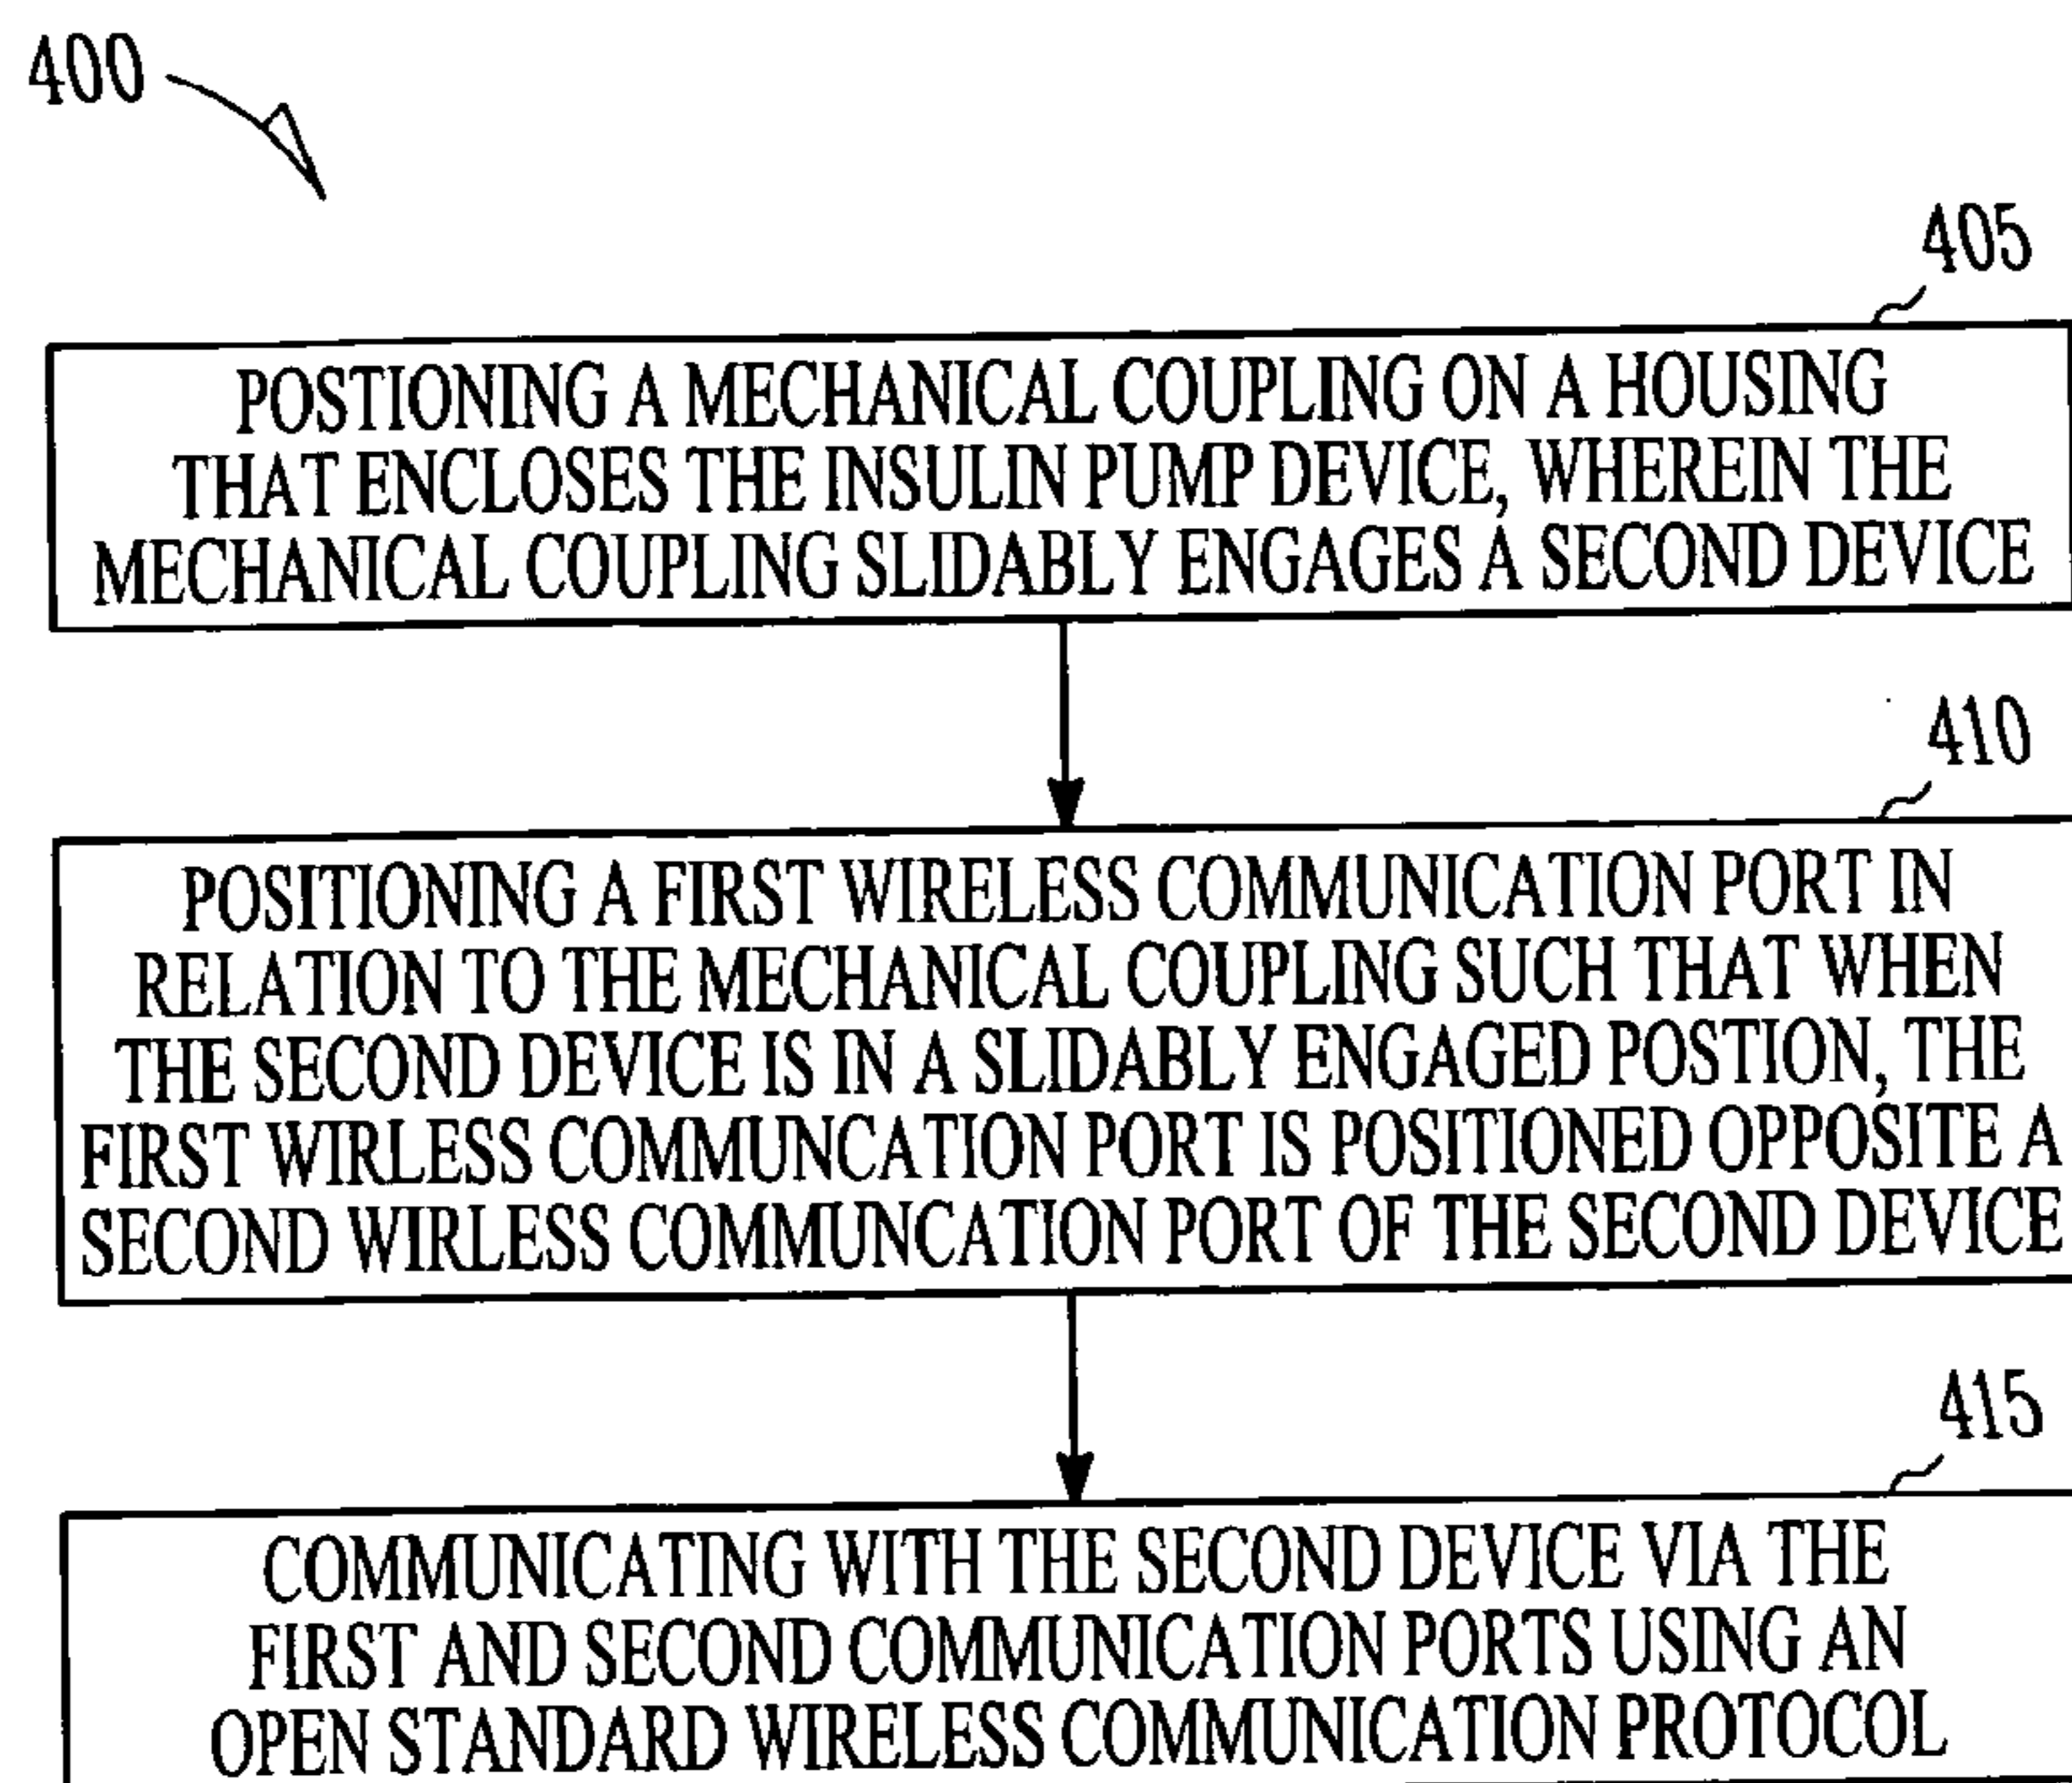 400
405
POSTIONING A MECHANICAL COUPLING ON A HOUSING
THAT ENCLOSES THE INSULIN PUMP DEVICE, WHEREIN THE
MECHANICAL COUPLING SLIDABLY ENGAGES A SECOND DEVICE
410
POSITIONING A FIRST WIRELESS COMMUNICATION PORT IN
RELATION TO THE MECHANICAL COUPLING SUCH THAT WHEN
THE SECOND DEVICE IS IN A SLIDABLY ENGAGED POSTION, THE
FIRST WIRLESS COMMUNCATION PORT IS POSITIONED OPPOSITE A
SECOND WIRLESS COMMUNCATION PORT OF THE SECOND DEVICE
415
COMMUNICATING WITH THE SECOND DEVICE VIA THE
FIRST AND SECOND COMMUNICATION PORTS USING AN
OPEN STANDARD WIRELESS COMMUNICATION PROTOCOL